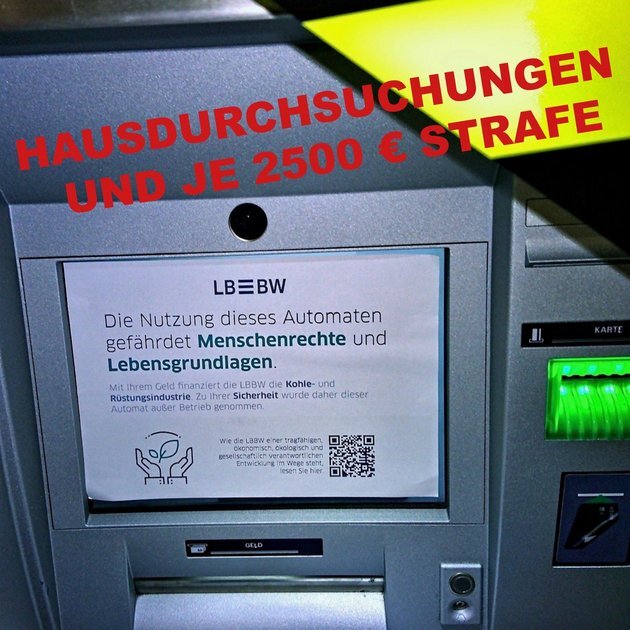 HAUSDURCHSUCHUNGEN
UND JE 2500 € STRAFE
LB☰BW
Die Nutzung dieses Automaten
gefährdet Menschenrechte und
Lebensgrundlagen.
Mit Ihrem Geld finanziert die LBBW die Kohle- und
Rüstungsindustrie. Zu Ihrer Sicherheit wurde daher dieser
Automat außer Betrieb genommen.
Wie die LBBW einer tragfähigen,
ökonomisch, ökologisch und
gesellschaftlich verantwortlichen
Entwicklung im Wege steht,
lesen Sie hier.
KARTE
GELD